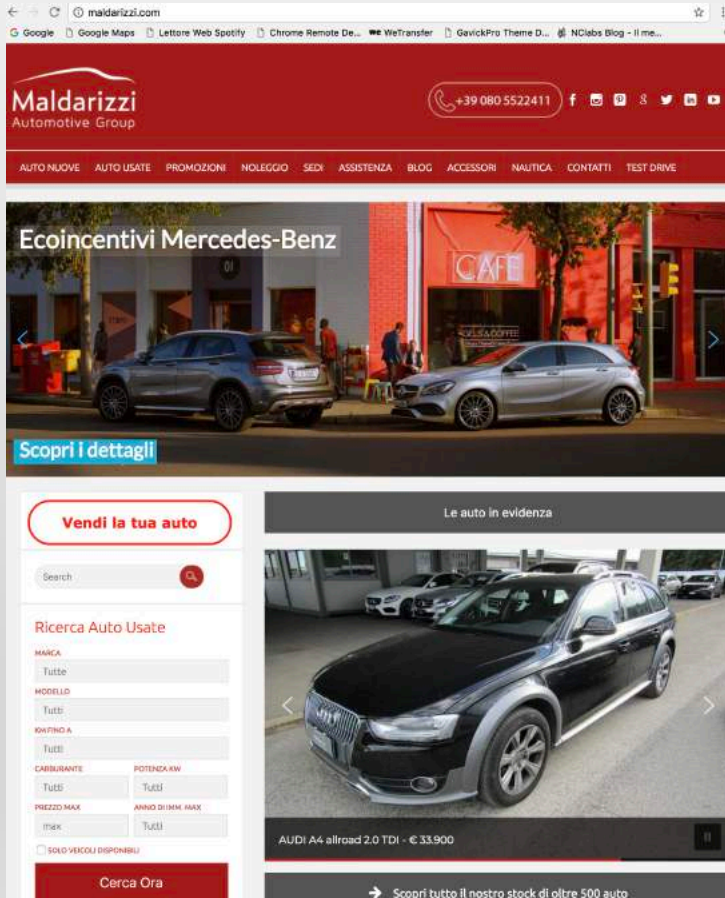 maldarizzi.com
Google Google Maps Lettore Web Spotify Chrome Remote De... we WeTransfer GavickPro Theme D... NClabs Blog - Il me...
Maldarizzi
Automotive Group
+39 080 5522411
AUTO NUOVE AUTO USATE PROMOZIONI NOLEGGIO SEDI ASSISTENZA BLOG ACCESSORI NAUTICA CONTATTI TEST DRIVE
Ecoincentivi Mercedes-Benz
01
CAFE
Scopri i dettagli
Vendi la tua auto
Le auto in evidenza
Search
Ricerca Auto Usate
MARCA
Tutte
MODELLO
Tutti
KM FINO A
Tutti
CARBURANTE POTENZA KW
Tutti Tutti
PREZZO MAX ANNO DI IMM. MAX
max Tutti
SOLO VEICOLI DISPONIBILI
AUDI A4 allroad 2.0 TDI - € 33.900
Cerca Ora
Scopri tutto il nostro stock di oltre 500 auto